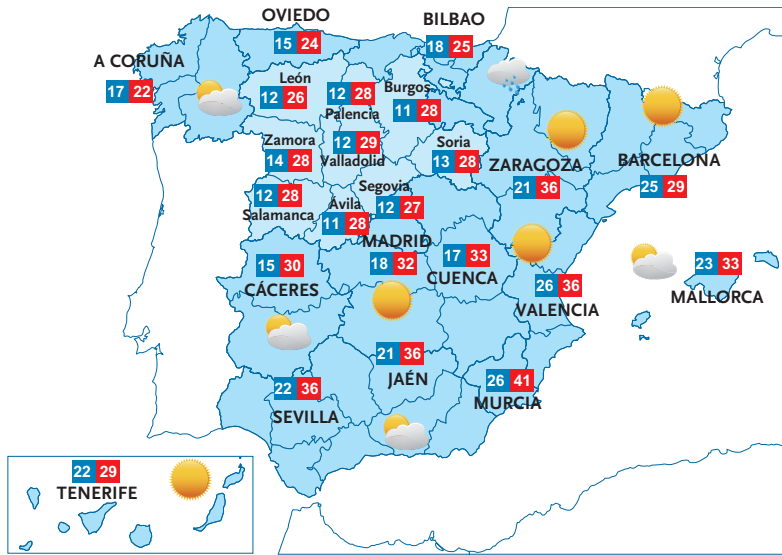 OVIEDO
15 24
BILBAO
18 25
A CORUÑA
17 22
León
12 26
12 28
Palencia
Burgos
11 28
Zamora
14 28
12 29
Valladolid
Soria
13 28
ZARAGOZA
21 36
BARCELONA
25 29
12 28
Salamanca
Ávila
11 28
Segovia
12 27
MADRID
18 32
17 33
CUENCA
15 30
CÁCERES
26 36
VALENCIA
23 33
MALLORCA
21 36
JAÉN
22 36
SEVILLA
26 41
MURCIA
22 29
TENERIFE